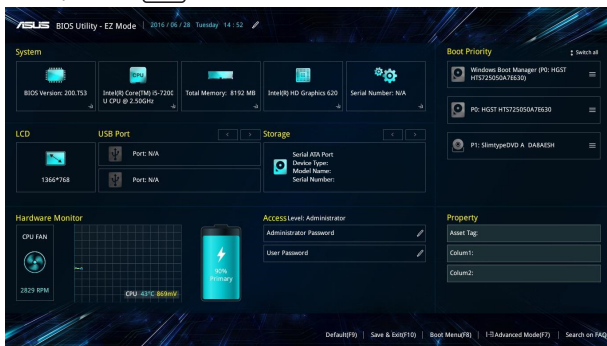 ASUS BIOS Utility - EZ Mode 2016 / 06 / 28 Tuesday 14 : 52
System
BIOS Version: 200.T53
CPU
Intel(R) Core(TM) i5-7200
U CPU @ 2.50GHz
Total Memory: 8192 MB
Intel(R) HD Graphics 620
Serial Number: N/A
Boot Priority
Switch all
Windows Boot Manager (P0: HGST
HTS725050A7E630)
P0: HGST HTS725050A7E630
P1: SlimtypeDVD A DA8AESH
LCD
1366*768
USB Port
Port: N/A
Port: N/A
Storage
Serial ATA Port
Device Type:
Model Name:
Serial Number:
Hardware Monitor
CPU FAN
2829 RPM
CPU 43°C 869mV
90%
Primary
Access Level: Administrator
Administrator Password
User Password
Property
Asset Tag:
Colum1:
Colum2:
Default(F9) Save & Exit(F10) Boot Menu(F8) Advanced Mode(F7) Search on FAQ